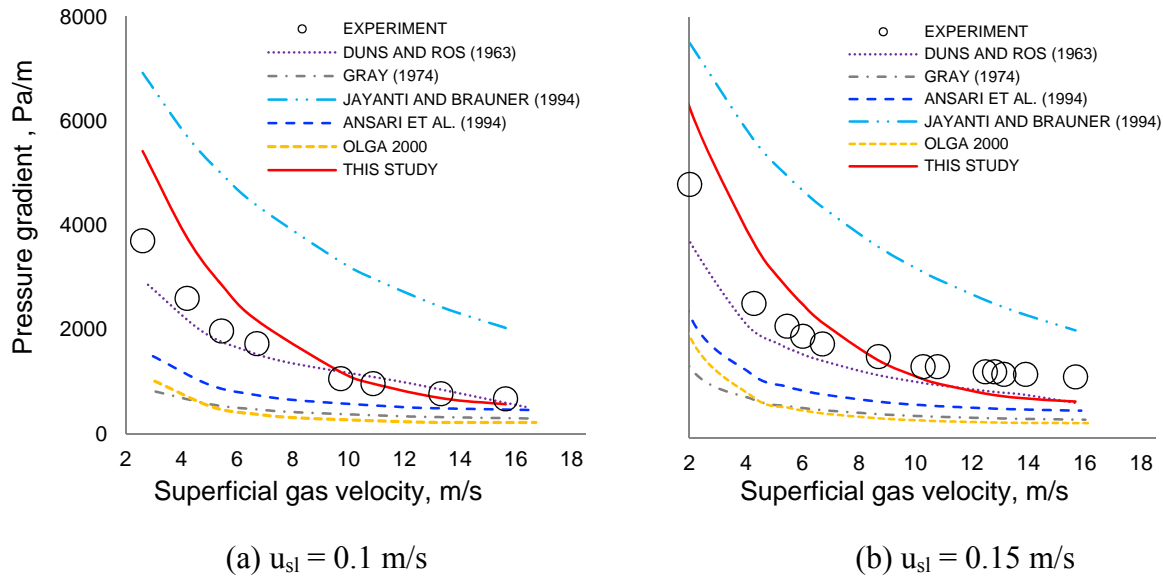 8000
6000
4000
2000
0
Pressure gradient , Pa/m
EXPERIMENT
DUNS AND ROS (1963)
GRAY (1974)
JAYANTI AND BRAUNER (1994)
ANSARI ET AL. (1994)
OLGA 2000
THIS STUDY
2 4 6 8 10 12 14 16 18
Superficial gas velocity, m/s
(a) usl = 0.1 m/s
EXPERIMENT
DUNS AND ROS (1963)
GRAY (1974)
ANSARI ET AL. (1994)
JAYANTI AND BRAUNER (1994)
OLGA 2000
THIS STUDY
2 4 6 8 10 12 14 16 18
Superficial gas velocity, m/s
(b) usl = 0.15 m/s